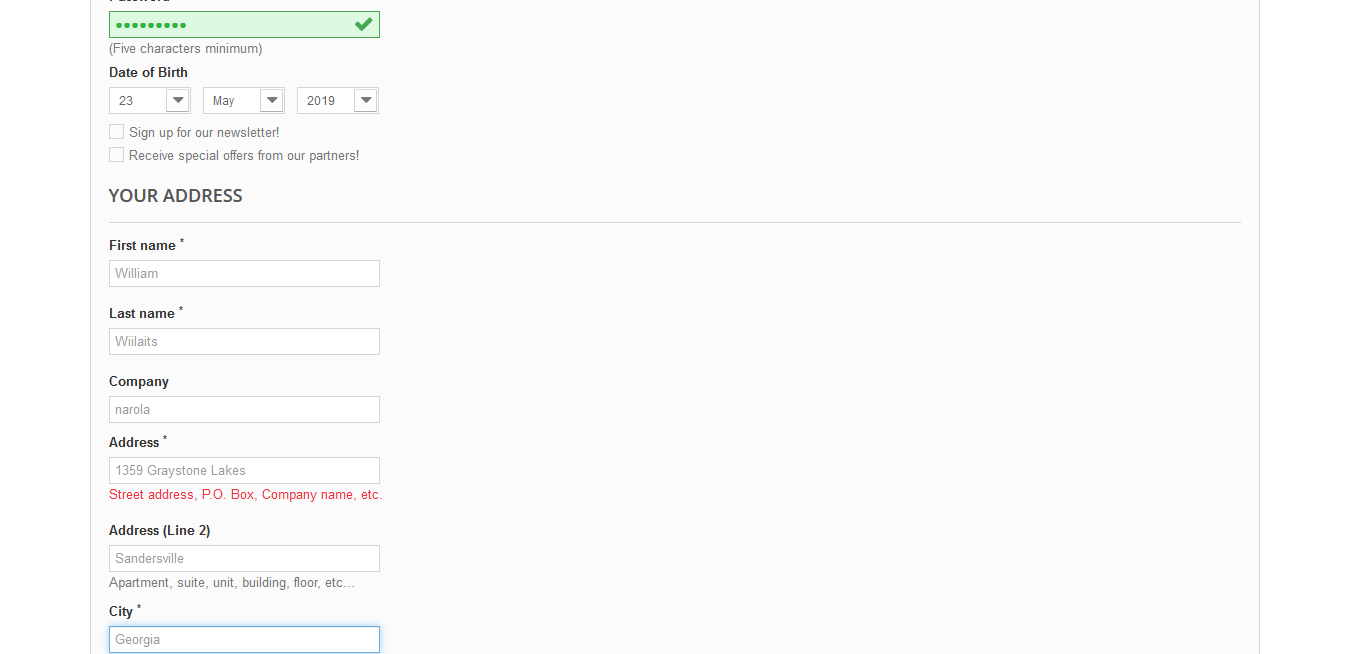 ●●●●●●●●●
(Five characters minimum)
Date of Birth
23 May 2019
Sign up for our newsletter!
Receive special offers from our partners!
YOUR ADDRESS
First name *
William
Last name *
Wiilaits
Company
narola
Address *
1359 Graystone Lakes
Street address, P.O. Box, Company name, etc.
Address (Line 2)
Sandersville
Apartment, suite, unit, building, floor, etc...
City *
Georgia